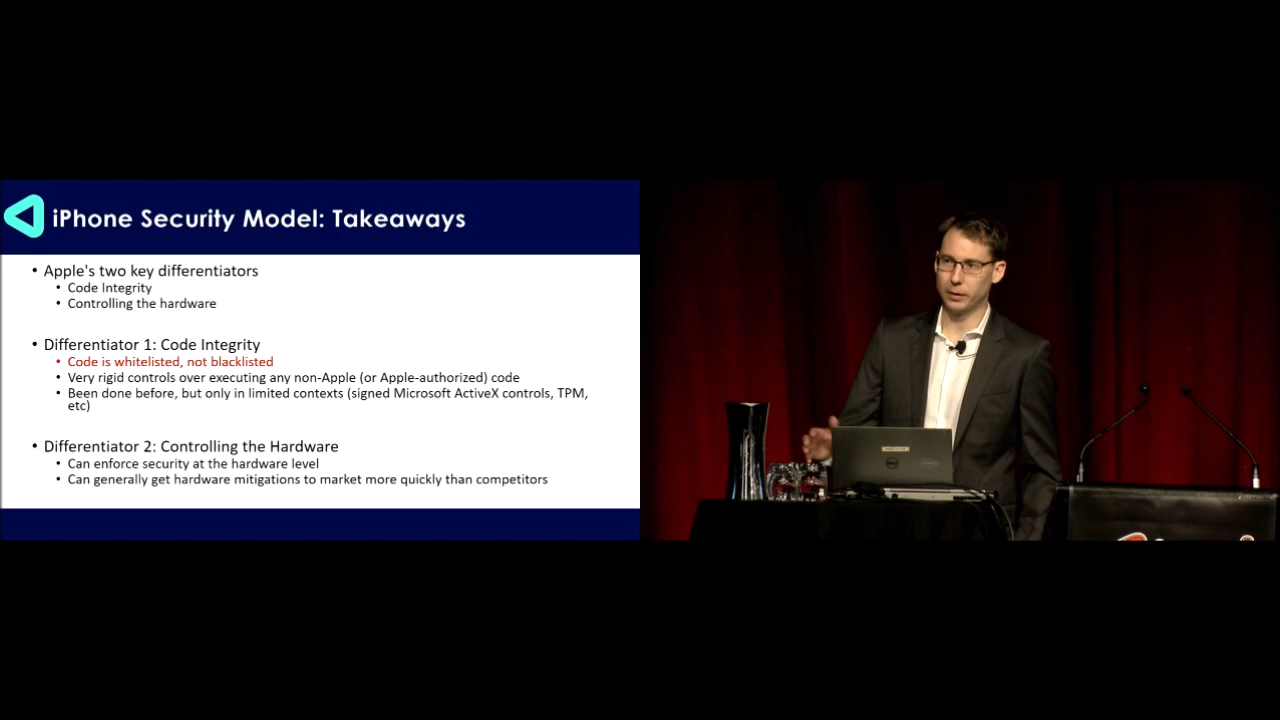 iPhone Security Model: Takeaways
• Apple's two key differentiators
• Code Integrity
• Controlling the hardware
• Differentiator 1: Code Integrity
• Code is whitelisted, not blacklisted
• Very rigid controls over executing any non-Apple (or Apple-authorized) code
• Been done before, but only in limited contexts (signed Microsoft ActiveX controls, TPM,
etc)
• Differentiator 2: Controlling the Hardware
• Can enforce security at the hardware level
• Can generally get hardware mitigations to market more quickly than competitors
DELL